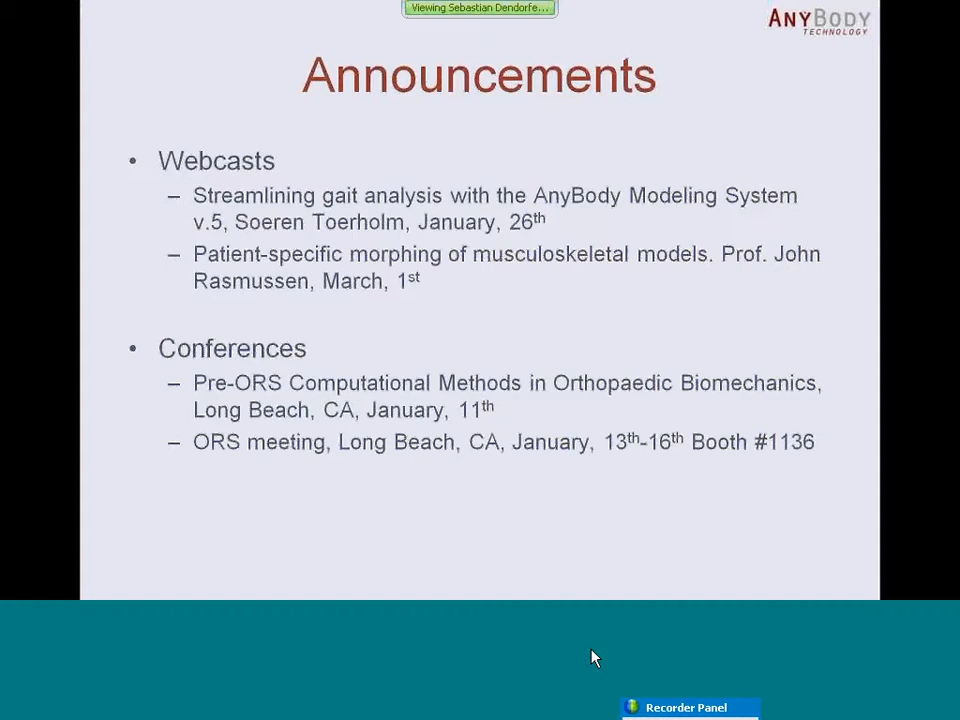 Viewing Sebastian Dendorfe...
ANYBODY
TECHNOLOGY
Announcements
• Webcasts
– Streamlining gait analysis with the AnyBody Modeling System
v.5, Soeren Toerholm, January, 26th
– Patient-specific morphing of musculoskeletal models. Prof. John
Rasmussen, March, 1st
• Conferences
– Pre-ORS Computational Methods in Orthopaedic Biomechanics,
Long Beach, CA, January, 11th
– ORS meeting, Long Beach, CA, January, 13th-16th Booth #1136
Recorder Panel